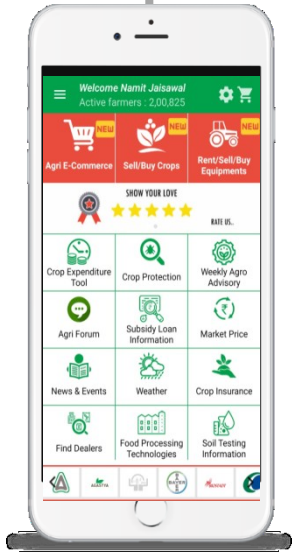 Welcome Namit Jaisawal
Active farmers : 2,00,825
NEW
NEW
NEW
Agri E-Commerce
Sell/Buy Crops
Rent/Sell/Buy
Equipments
SHOW YOUR LOVE
RATE US..
Crop Expenditure
Tool
Crop Protection
Weekly Agro
Advisory
Agri Forum
Subsidy Loan
Information
Market Price
News & Events
Weather
Crop Insurance
Find Dealers
Food Processing
Technologies
Soil Testing
Information
AGASTYA
BAYER